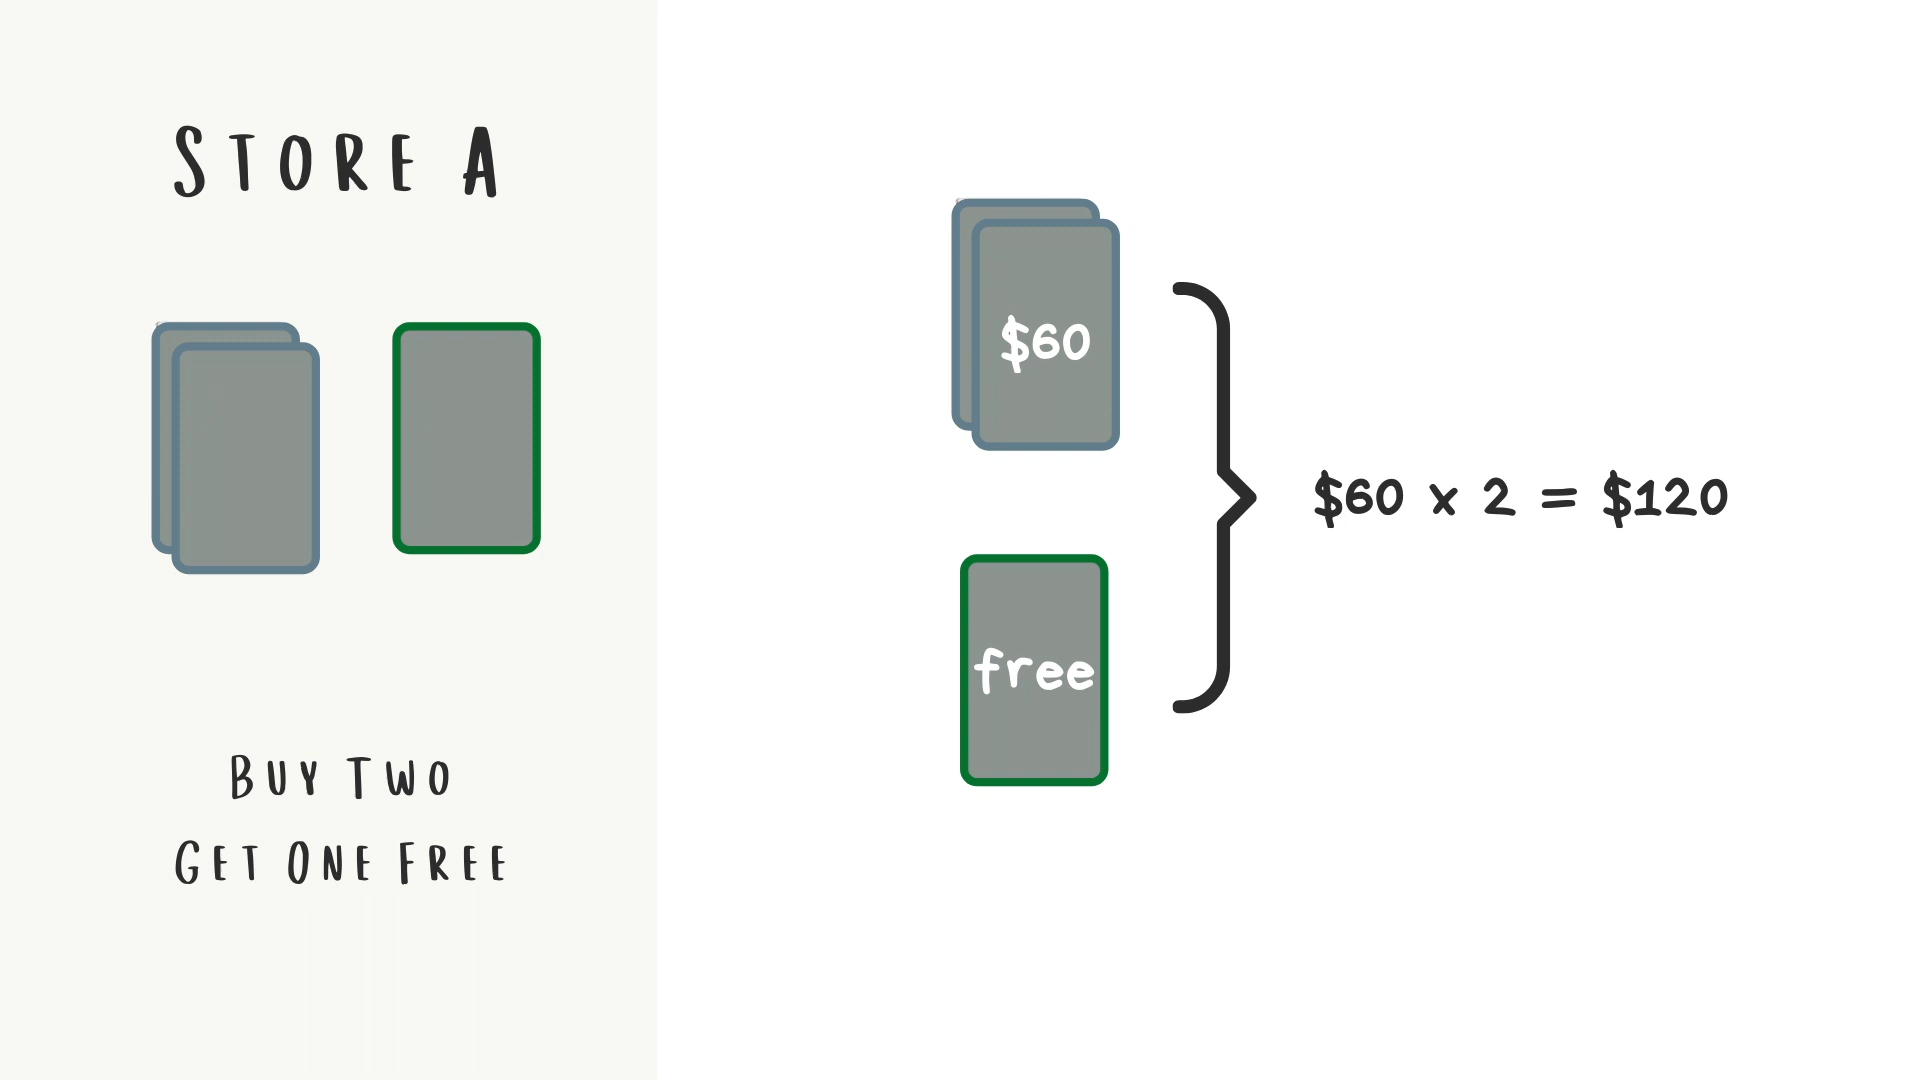 STORE A
BUY TWO
GET ONE FREE
$60
free
$60 x 2 = $120